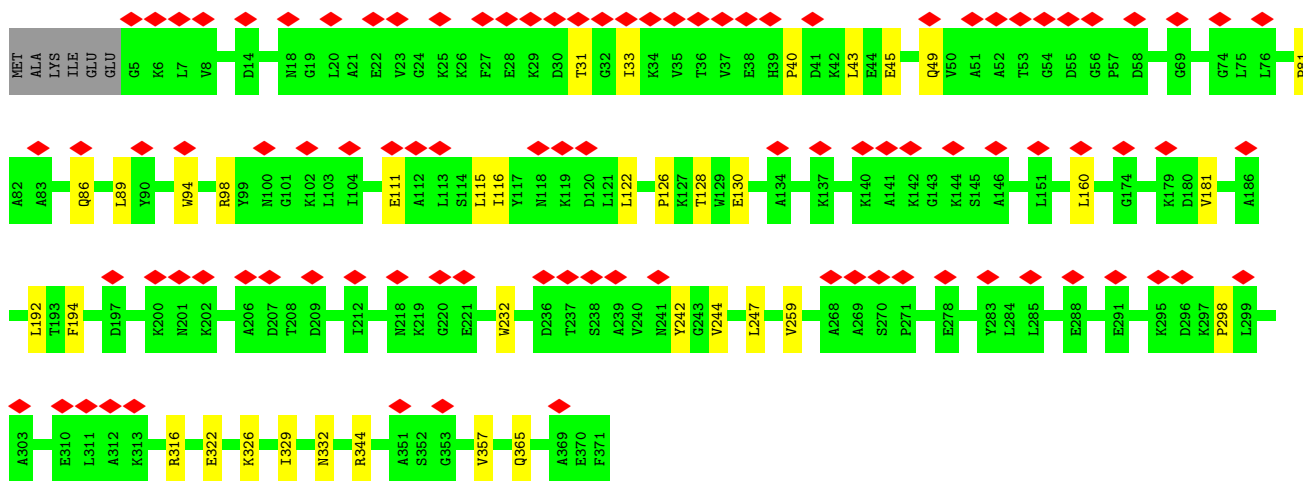 MET ALA LYS ILE GLU GLU G5 K6 L7 V8 D14 N18 G19 L20 A21 E22 V23 G24 K25 K26 F27 E28 K29 D30 T31 G32 I33 K34 V35 T36 V37 E38 H39 P40 D41 K42 L43 E44 E45 Q49 V50 A51 A52 T53 G54 D55 G56 P57 D58 G69 G74 L75 L76 P81
A82 A83 Q86 L89 Y90 W94 R98 Y99 N100 G101 K102 L103 I104 E111 A112 L113 S114 L115 I116 Y117 N118 K119 D120 L121 L122 P126 K127 T128 W129 E130 A134 K137 K140 A141 K142 G143 K144 S145 A146 L151 L160 G174 K179 D180 V181 A186
L192 T193 F194 D197 K200 N201 K202 A206 D207 T208 D209 I212 N218 K219 G220 E221 W232 D236 T237 S238 A239 V240 N241 Y242 G243 V244 L247 V259 A268 A269 S270 P271 E278 Y283 L284 L285 E288 E291 K295 D296 K297 P298 L299
A303 E310 L311 A312 K313 R316 E322 K326 I329 N332 R344 A351 S352 G353 V357 Q365 A369 E370 F371